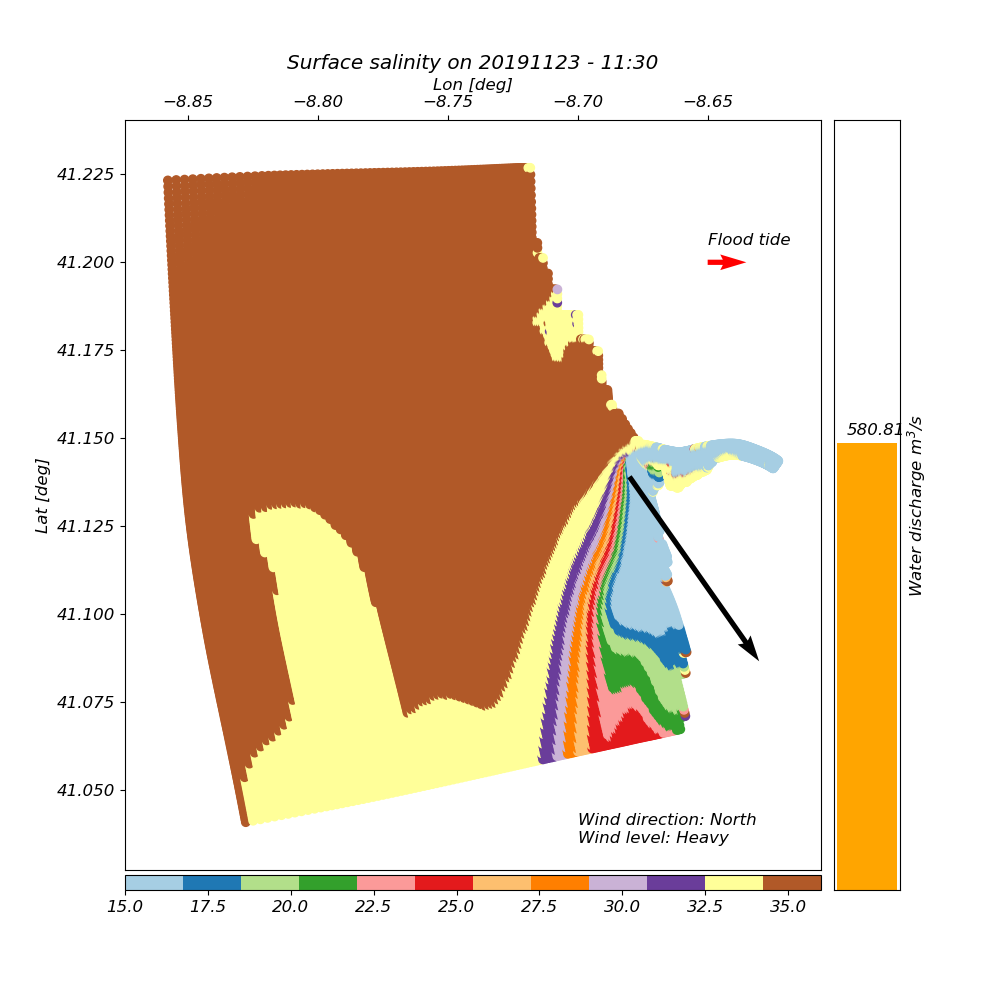 Surface salinity on 20191123 - 11:30
Lon [deg]
−8.85 −8.80 −8.75 −8.70 −8.65
41.225
41.200
41.175
41.150
41.125
41.100
41.075
41.050
Lat [deg]
Flood tide
580.81
Water discharge m³/s
Wind direction: North
Wind level: Heavy
15.0 17.5 20.0 22.5 25.0 27.5 30.0 32.5 35.0